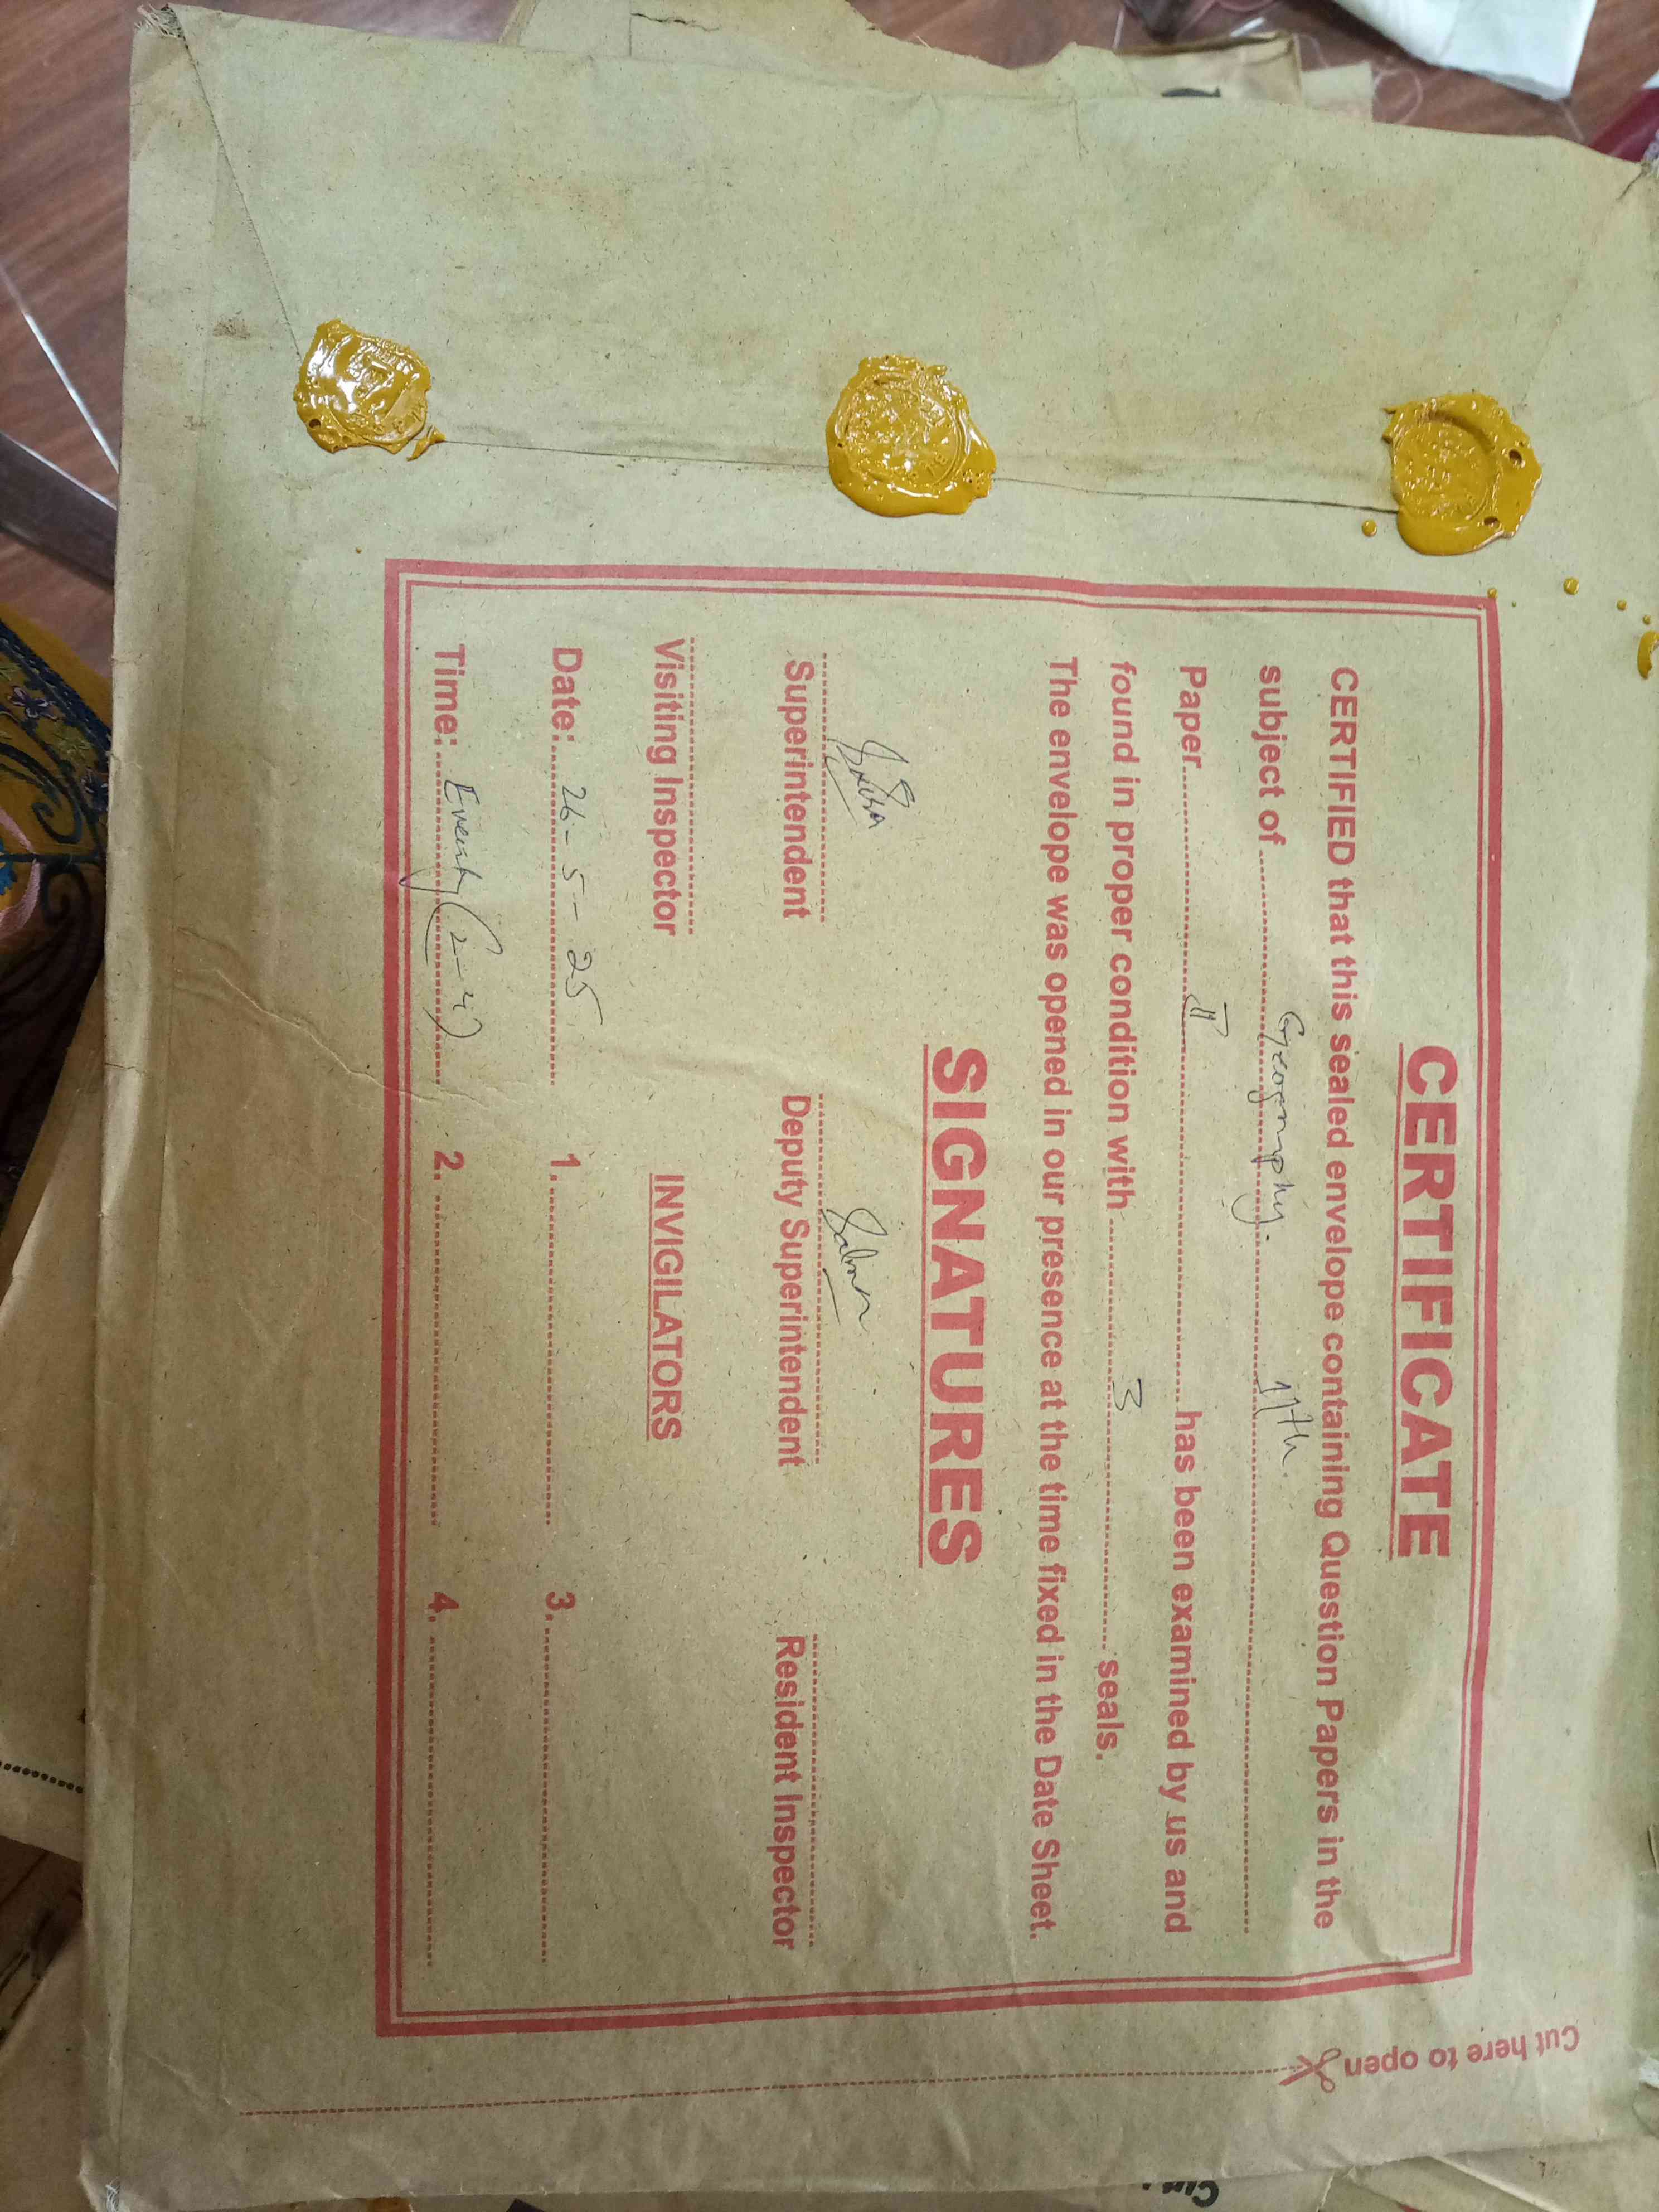 CERTIFICATE
CERTIFIED that this sealed envelope containing Question Papers in the
subject of Geography. 11th.
Paper II has been examined by us and
found in proper condition with 3 seals.
The envelope was opened in our presence at the time fixed in the Date Sheet.
SIGNATURES
Superintendent Deputy Superintendent Resident Inspector
Visiting Inspector INVIGILATORS
Date: 26-5-25 1. 3.
Time: Evening (2-4) 2. 4.
Cut here to open